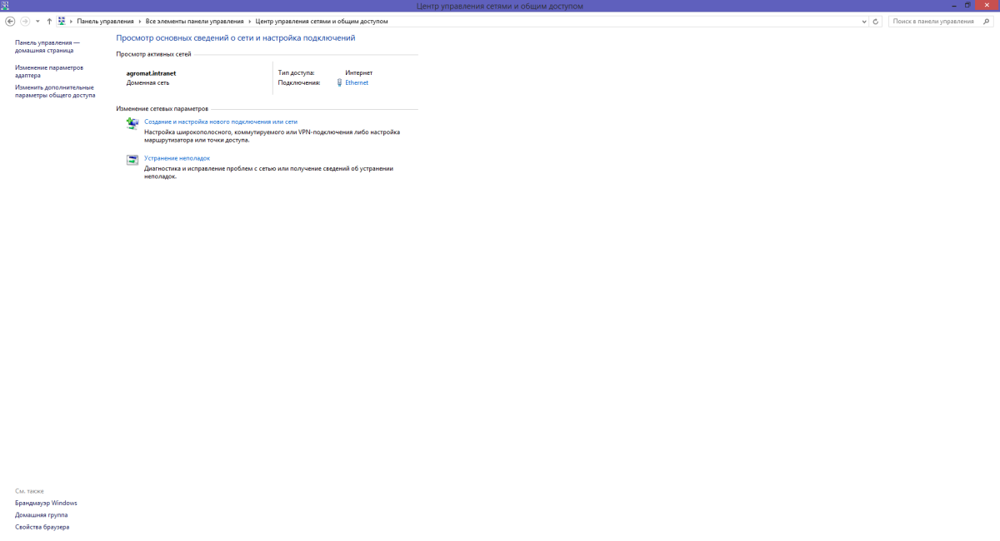 Центр управления сетями и общим доступом
Панель управления
Все элементы панели управления
Центр управления сетями и общим доступом
Поиск в панели управления
Панель управления —
домашняя страница
Изменение параметров
адаптера
Изменить дополнительные
параметры общего доступа
Просмотр основных сведений о сети и настройка подключений
Просмотр активных сетей
agromat.intranet
Доменная сеть
Тип доступа: Интернет
Подключения: Ethernet
Изменение сетевых параметров
Создание и настройка нового подключения или сети
Настройка широкополосного, коммутируемого или VPN-подключения либо настройка
маршрутизатора или точки доступа.
Устранение неполадок
Диагностика и исправление проблем с сетью или получение сведений об устранении
неполадок.
См. также
Брандмауэр Windows
Домашняя группа
Свойства браузера